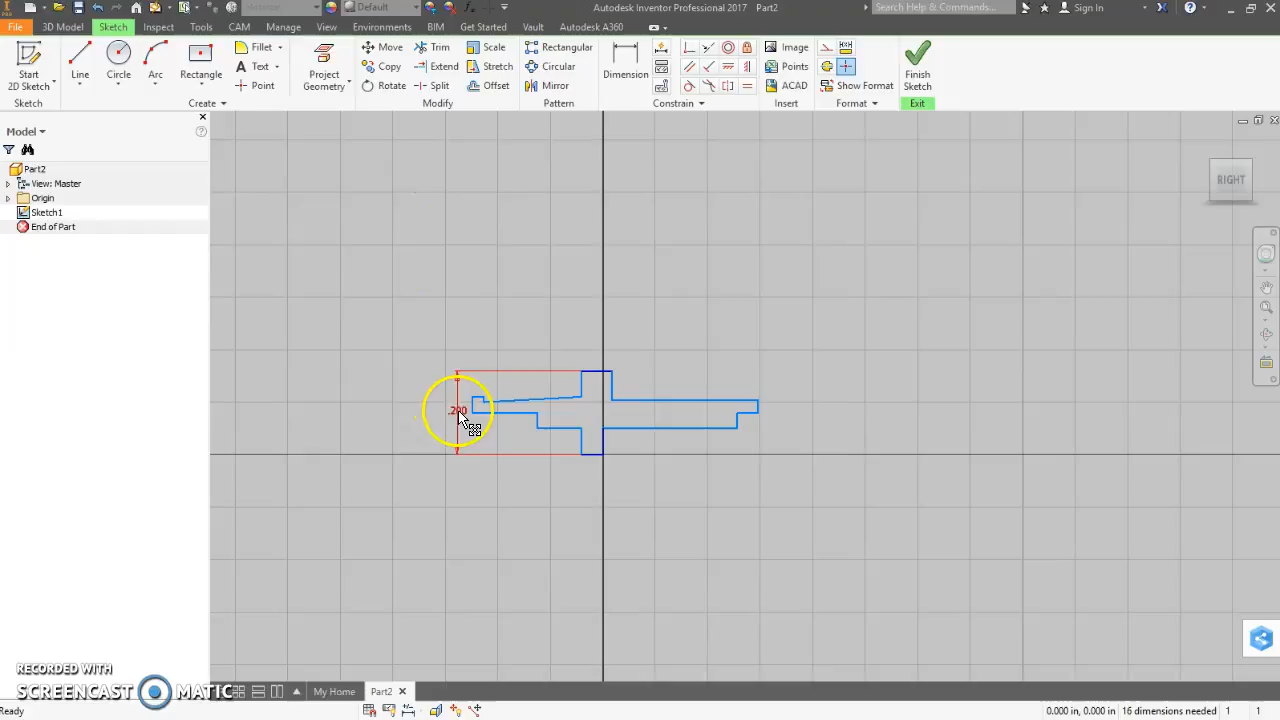 Default Autodesk Inventor Professional 2017 Part2 Search Help & Commands... Sign In
File 3D Model Sketch Inspect Tools CAM Manage View Environments BIM Get Started Vault Autodesk A360
Start 2D Sketch Line Circle Arc Rectangle Fillet Text Point Project Geometry Move Copy Rotate Trim Extend Split Scale Stretch Offset Rectangular Circular Mirror Dimension Image Points ACAD Show Format Finish Sketch
Sketch Create Modify Pattern Constrain Insert Format Exit
Model
RIGHT
Part2
View: Master
Origin
Sketch1
End of Part
RECORDED WITH
SCREENCAST MATIC
My Home Part2
Ready 0.000 in, 0.000 in 16 dimensions needed 1 1